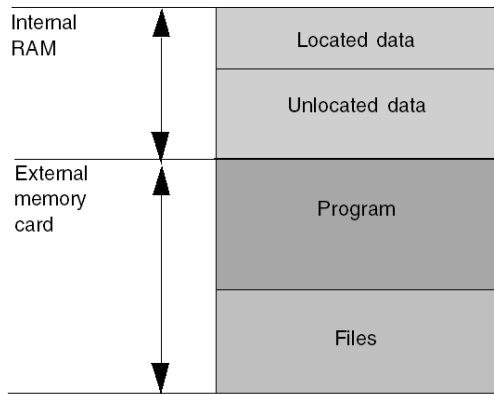 Internal
RAM
Located data
Unlocated data
External
memory
card
Program
Files